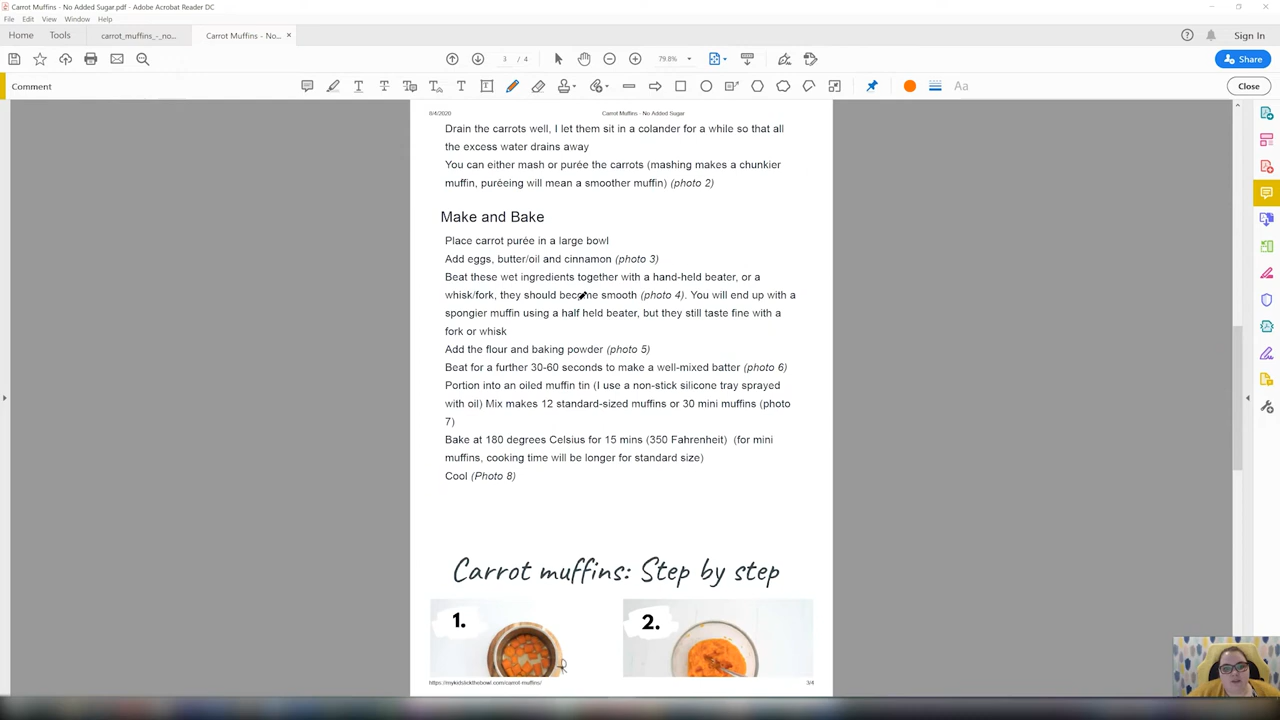 Carrot Muffins - No Added Sugar.pdf - Adobe Acrobat Reader DC
File Edit View Window Help
Home Tools carrot_muffins_-_no... Carrot Muffins - No... × Sign In
3 / 4 79.8% Share
Comment Aa Close
8/4/2020 Carrot Muffins - No Added Sugar
Drain the carrots well, I let them sit in a colander for a while so that all
the excess water drains away
You can either mash or purée the carrots (mashing makes a chunkier
muffin, puréeing will mean a smoother muffin) (photo 2)
Make and Bake
Place carrot purée in a large bowl
Add eggs, butter/oil and cinnamon (photo 3)
Beat these wet ingredients together with a hand-held beater, or a
whisk/fork, they should become smooth (photo 4). You will end up with a
spongier muffin using a half held beater, but they still taste fine with a
fork or whisk
Add the flour and baking powder (photo 5)
Beat for a further 30-60 seconds to make a well-mixed batter (photo 6)
Portion into an oiled muffin tin (I use a non-stick silicone tray sprayed
with oil) Mix makes 12 standard-sized muffins or 30 mini muffins (photo
7)
Bake at 180 degrees Celsius for 15 mins (350 Fahrenheit) (for mini
muffins, cooking time will be longer for standard size)
Cool (Photo 8)
Carrot muffins: Step by step
1. 2.
https://mykidslickthebowl.com/carrot-muffins/ 3/4